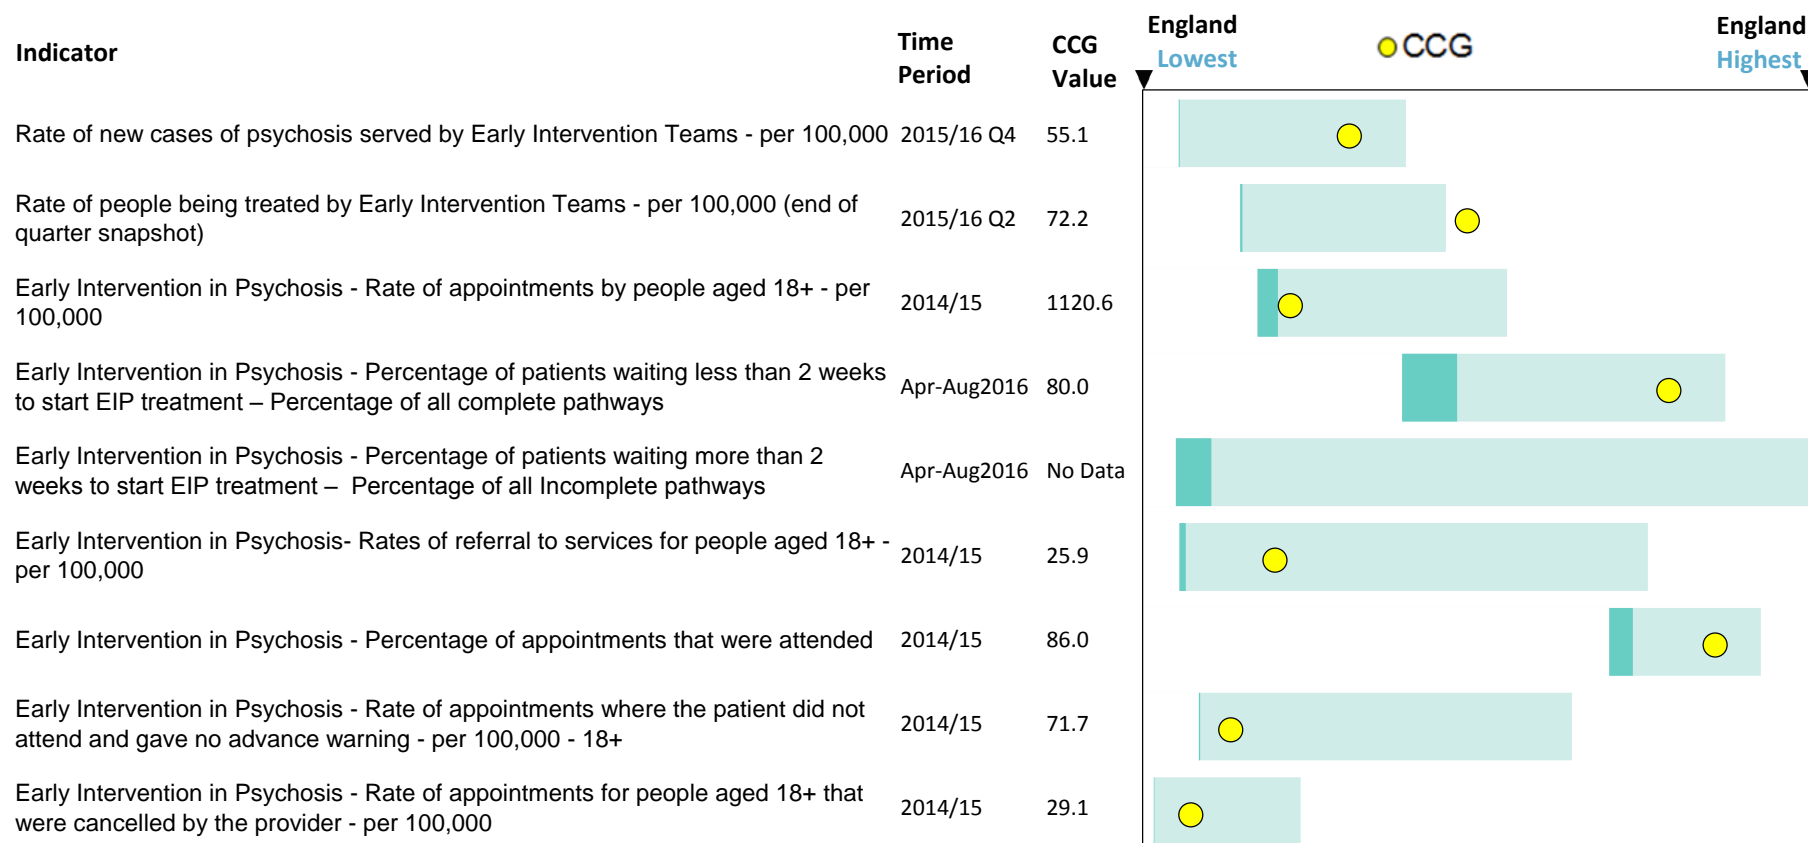 Indicator
Time
Period
CCG
Value
England
Lowest
CCG
England
Highest
Rate of new cases of psychosis served by Early Intervention Teams - per 100,000 2015/16 Q4 55.1
Rate of people being treated by Early Intervention Teams - per 100,000 (end of
quarter snapshot)
2015/16 Q2 72.2
Early Intervention in Psychosis - Rate of appointments by people aged 18+ - per
100,000
2014/15 1120.6
Early Intervention in Psychosis - Percentage of patients waiting less than 2 weeks
to start EIP treatment – Percentage of all complete pathways
Apr-Aug2016 80.0
Early Intervention in Psychosis - Percentage of patients waiting more than 2
weeks to start EIP treatment – Percentage of all Incomplete pathways
Apr-Aug2016 No Data
Early Intervention in Psychosis- Rates of referral to services for people aged 18+ -
per 100,000
2014/15 25.9
Early Intervention in Psychosis - Percentage of appointments that were attended 2014/15 86.0
Early Intervention in Psychosis - Rate of appointments where the patient did not
attend and gave no advance warning - per 100,000 - 18+
2014/15 71.7
Early Intervention in Psychosis - Rate of appointments for people aged 18+ that
were cancelled by the provider - per 100,000
2014/15 29.1